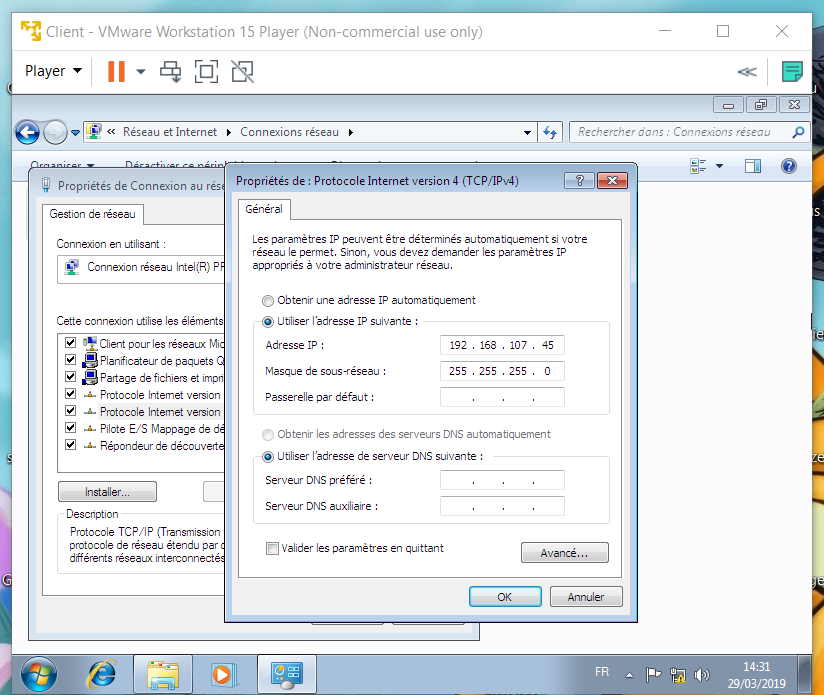 Client - VMware Workstation 15 Player (Non-commercial use only)
Player
Réseau et Internet
Connexions réseau
Rechercher dans : Connexions réseau
Organiser
Propriétés de Connexion au rése
Gestion de réseau
Connexion en utilisant :
Connexion réseau Intel(R) PR
Cette connexion utilise les éléments
Client pour les réseaux Mic
Planificateur de paquets Q
Partage de fichiers et impri
Protocole Internet version
Protocole Internet version
Pilote E/S Mappage de dé
Répondeur de découverte
Installer...
Description
Protocole TCP/IP (Transmission
protocole de réseau étendu par
différents réseaux interconnectés
Propriétés de : Protocole Internet version 4 (TCP/IPv4)
Général
Les paramètres IP peuvent être déterminés automatiquement si votre
réseau le permet. Sinon, vous devez demander les paramètres IP
appropriés à votre administrateur réseau.
Obtenir une adresse IP automatiquement
Utiliser l'adresse IP suivante :
Adresse IP :
192 . 168 . 107 . 45
Masque de sous-réseau :
255 . 255 . 255 . 0
Passerelle par défaut :
Obtenir les adresses des serveurs DNS automatiquement
Utiliser l'adresse de serveur DNS suivante :
Serveur DNS préféré :
Serveur DNS auxiliaire :
Valider les paramètres en quittant
Avancé...
OK
Annuler
FR
14:31
29/03/2019